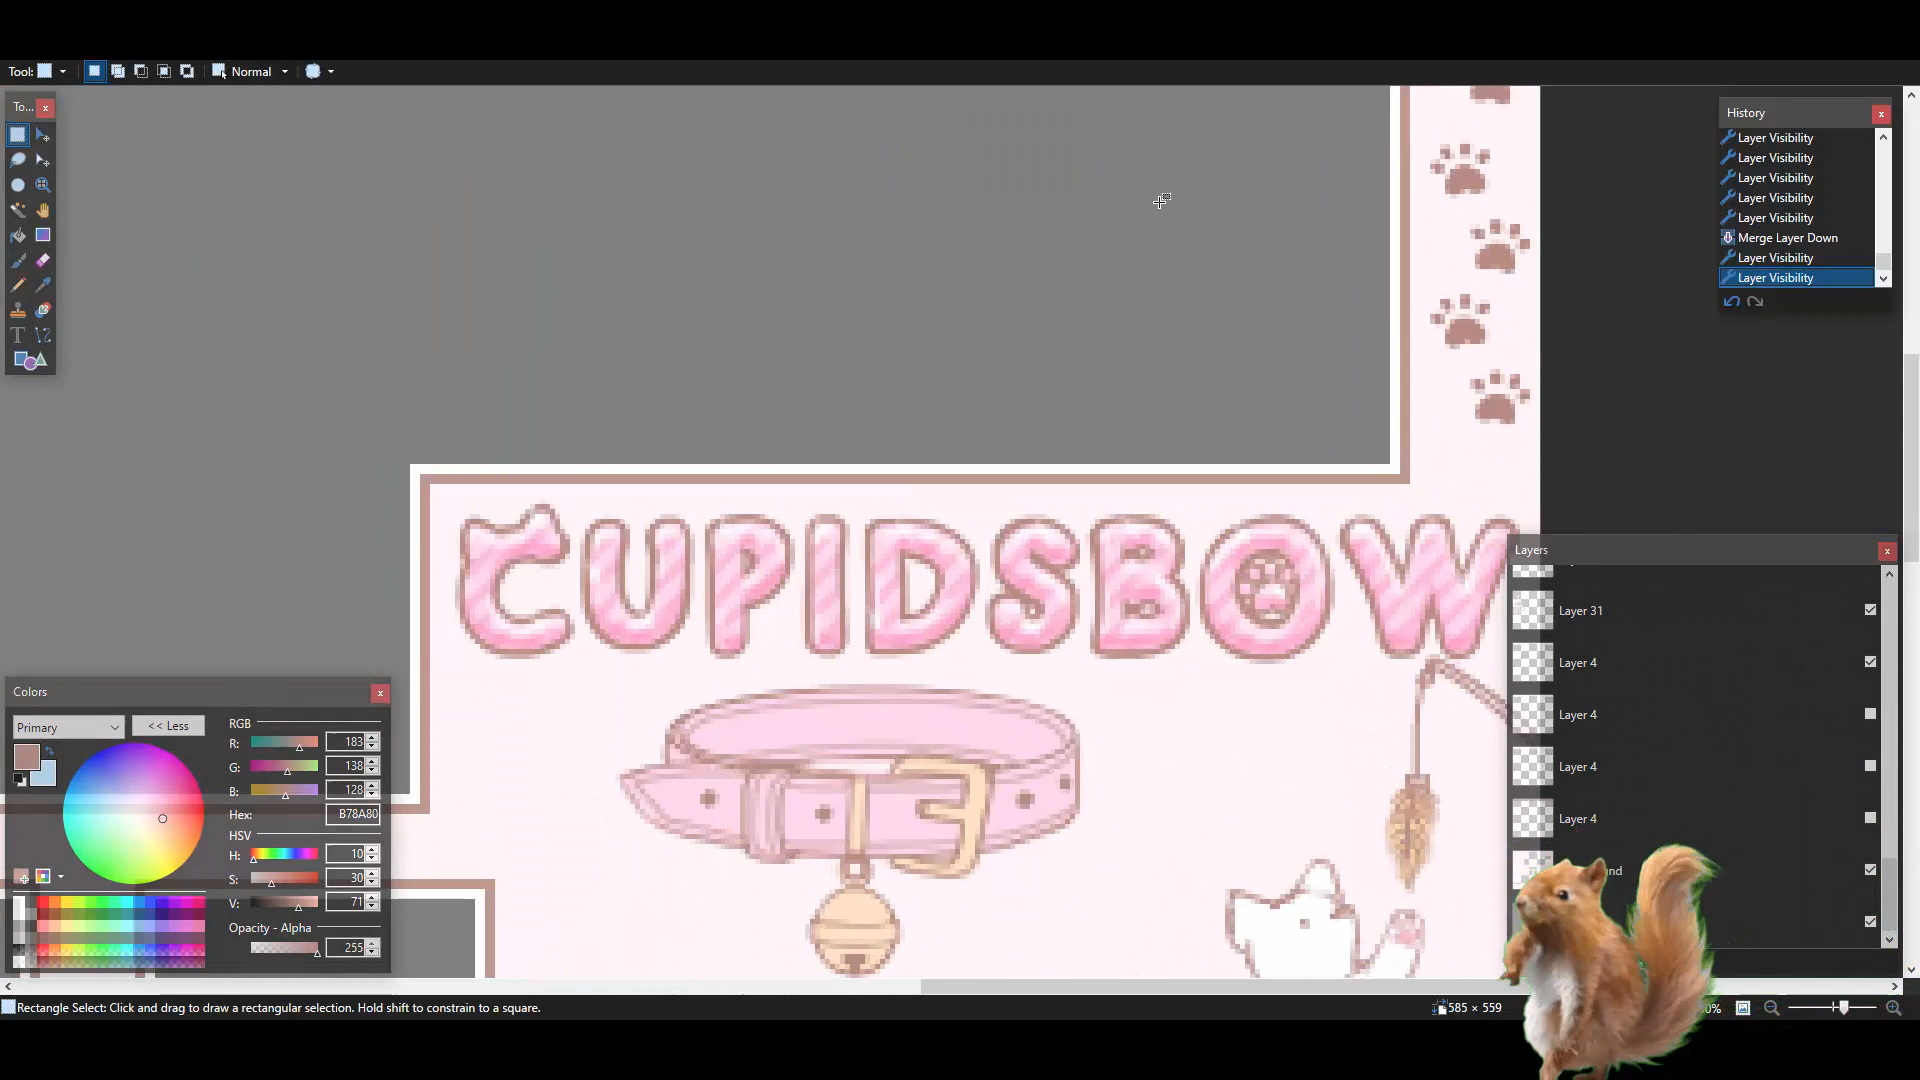 Tool:
Normal
To...
History
Layer Visibility
Layer Visibility
Layer Visibility
Layer Visibility
Layer Visibility
Merge Layer Down
Layer Visibility
Layer Visibility
CUPIDSBOW
Layers
Layer 31
Layer 4
Layer 4
Layer 4
Layer 4
Colors
Primary
<< Less
RGB
R: 183
G: 138
B: 128
Hex: B78A80
HSV
H: 10
S: 30
V: 71
Opacity - Alpha
255
Rectangle Select: Click and drag to draw a rectangular selection. Hold shift to constrain to a square.
585 × 559